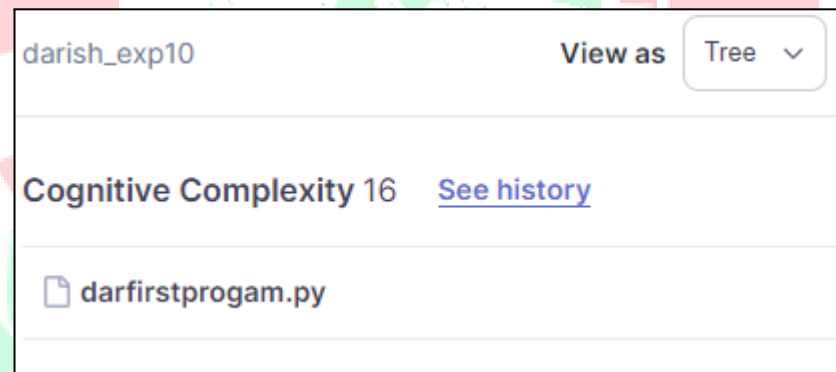 darish_exp10 View as Tree
Cognitive Complexity 16 See history
darfirstprogam.py